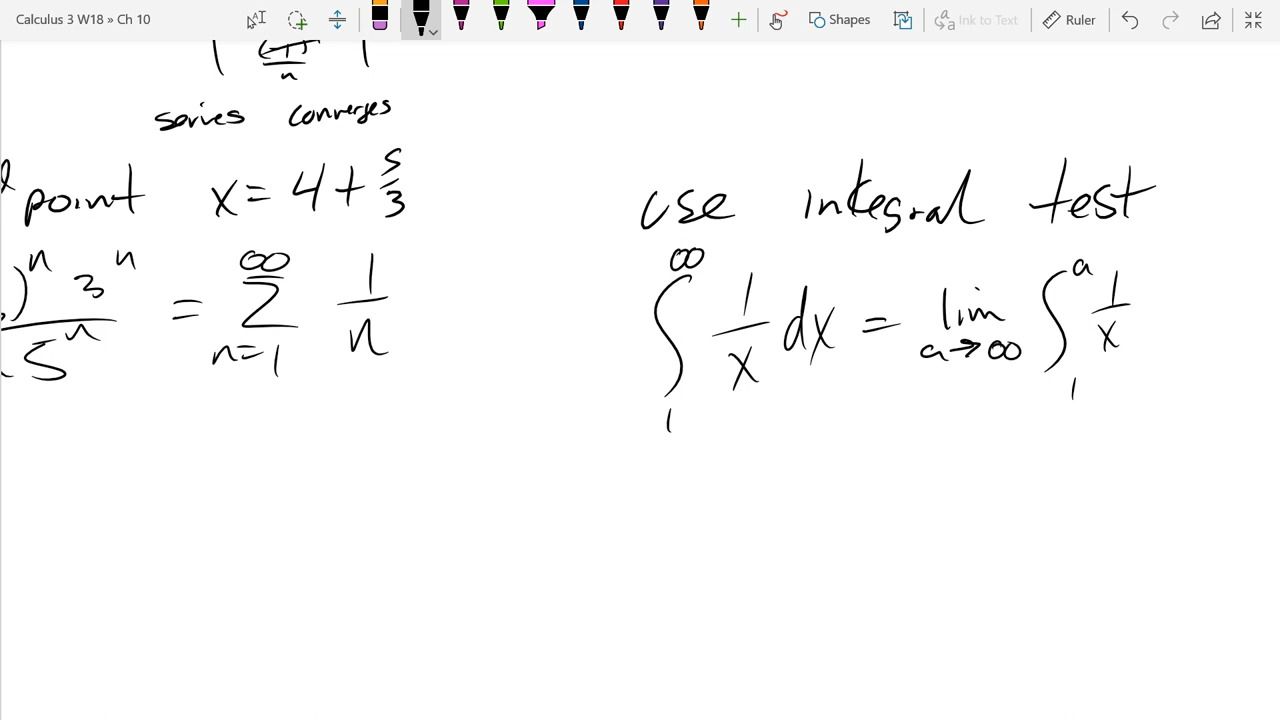 Calculus 3 W18 » Ch 10
Shapes
Ink to Text
Ruler
n
series converges
point x = 4 + 5/3
)^n 3^n / 5^n = ∑_{n=1}^{∞} 1/n
use integral test
∫_1^∞ 1/x dx = lim_{a→∞} ∫_1^a 1/x